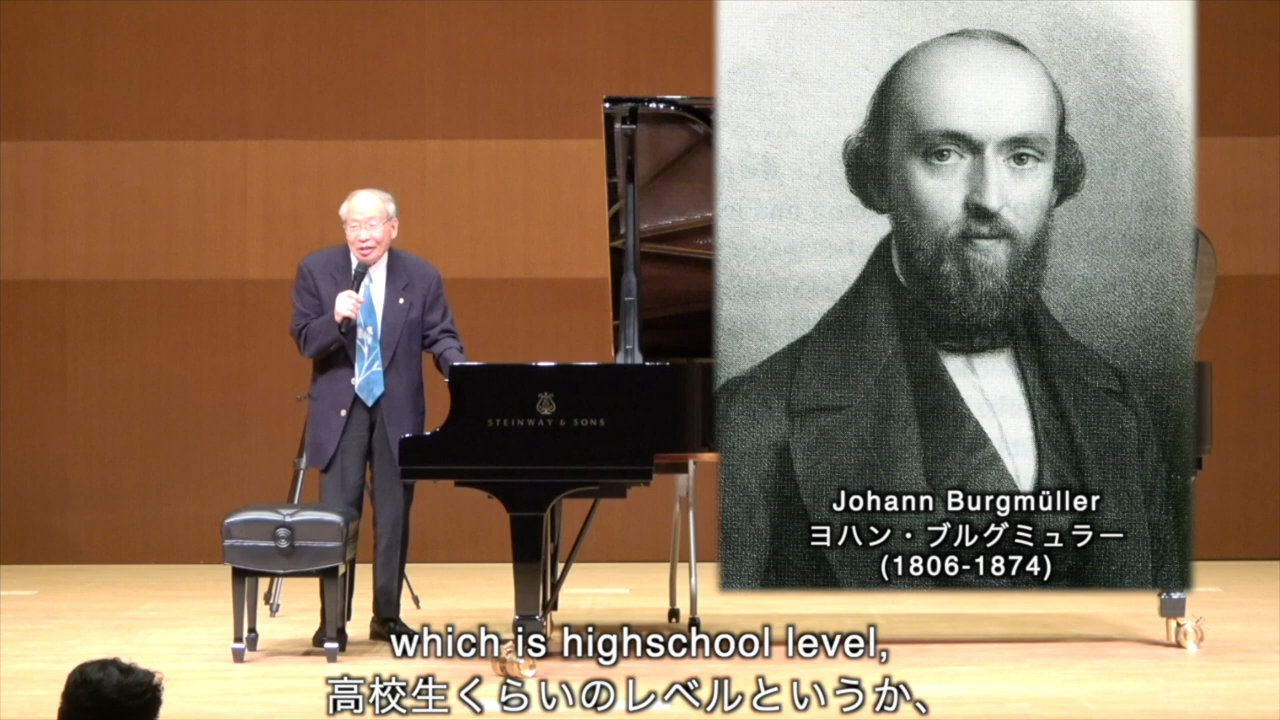 STEINWAY & SONS
Johann Burgmüller
ヨハン・ブルグミュラー
(1806-1874)
which is highschool level,
高校生くらいのレベルというか、